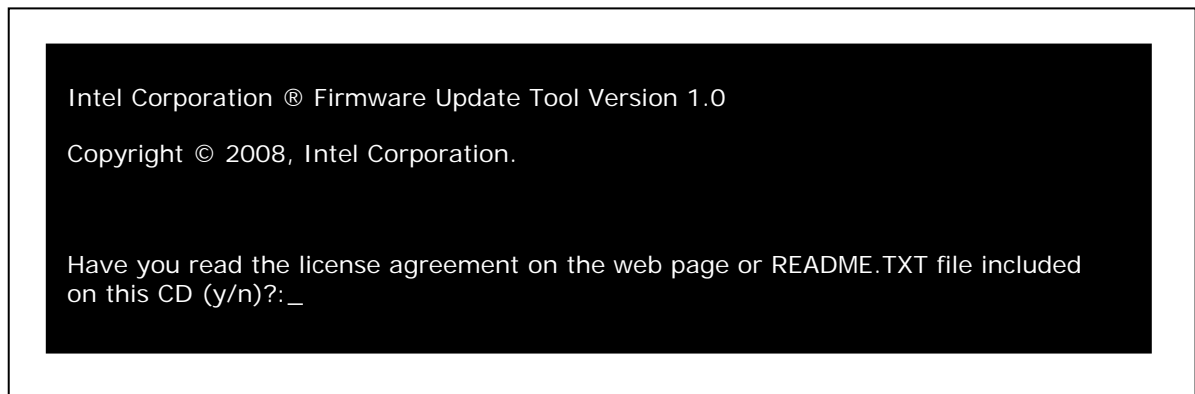 Intel Corporation ® Firmware Update Tool Version 1.0
Copyright © 2008, Intel Corporation.
Have you read the license agreement on the web page or README.TXT file included
on this CD (y/n)?:_